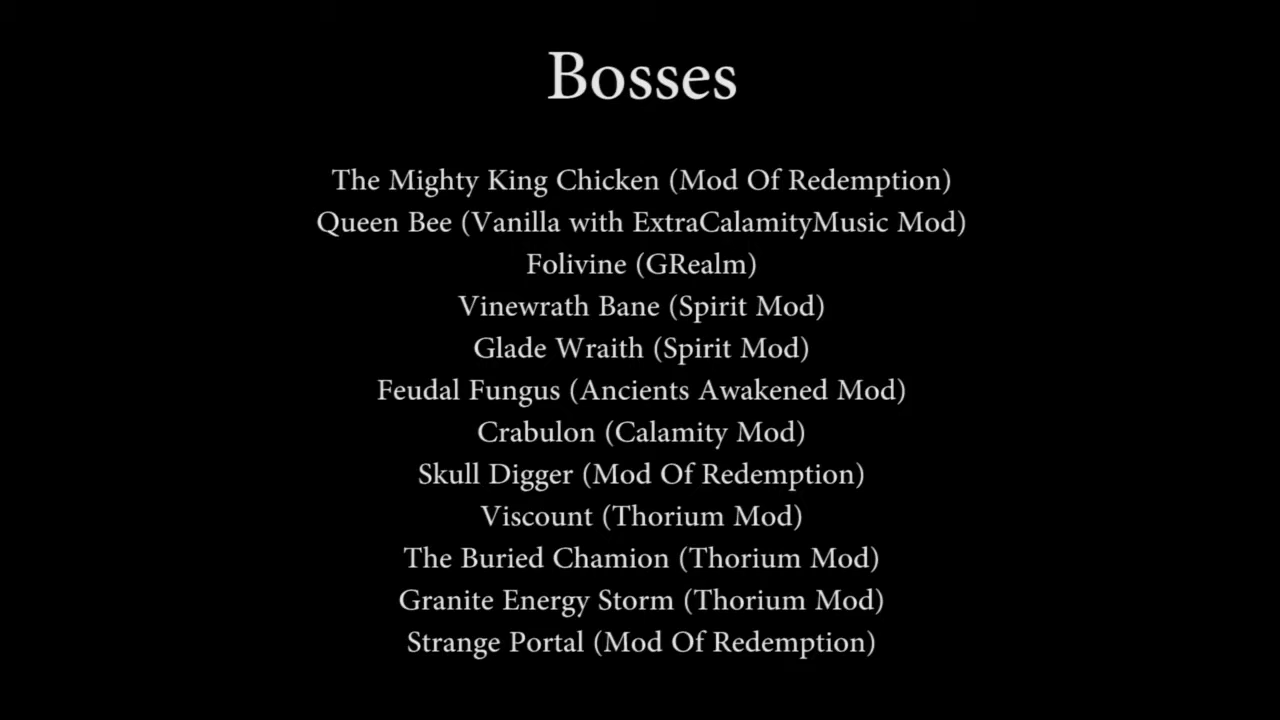 Bosses
The Mighty King Chicken (Mod Of Redemption)
Queen Bee (Vanilla with ExtraCalamityMusic Mod)
Folivine (GRealm)
Vinewrath Bane (Spirit Mod)
Glade Wraith (Spirit Mod)
Feudal Fungus (Ancients Awakened Mod)
Crabulon (Calamity Mod)
Skull Digger (Mod Of Redemption)
Viscount (Thorium Mod)
The Buried Chamion (Thorium Mod)
Granite Energy Storm (Thorium Mod)
Strange Portal (Mod Of Redemption)